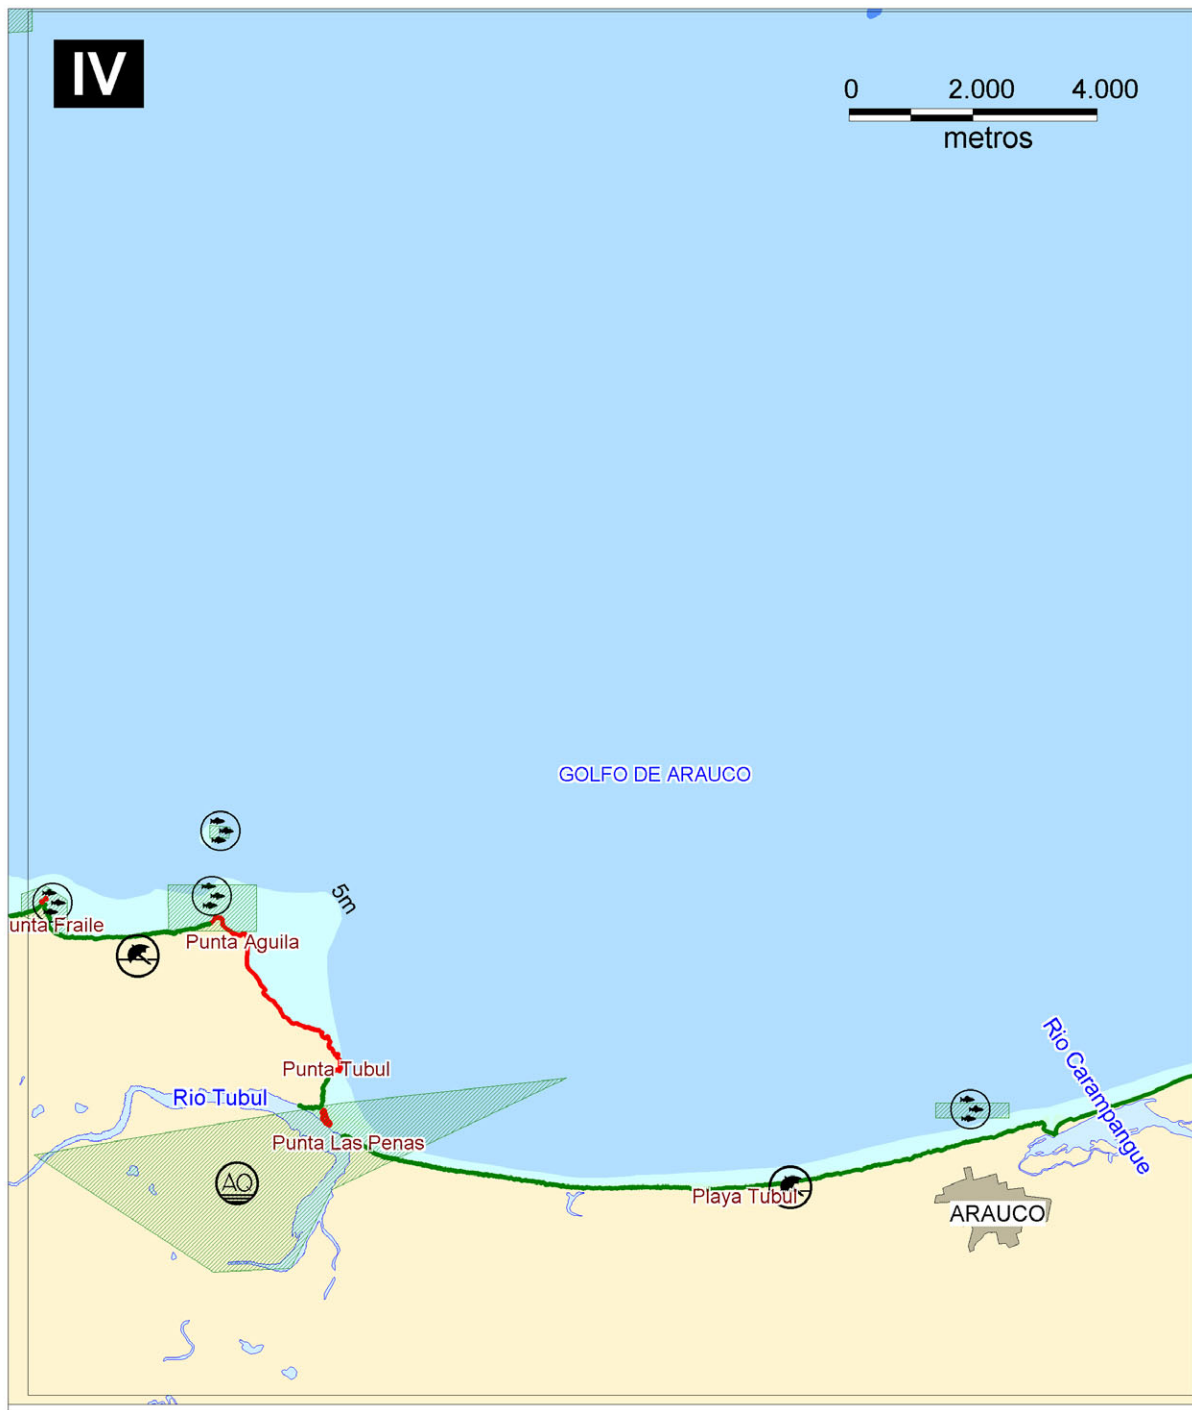 IV
0 2.000 4.000
metros
GOLFO DE ARAUCO
5m
unta Fraile
Punta Aguila
Rio Carampangue
Punta Tubul
Rio Tubul
Punta Las Penas
AQ
Playa Tubul
ARAUCO